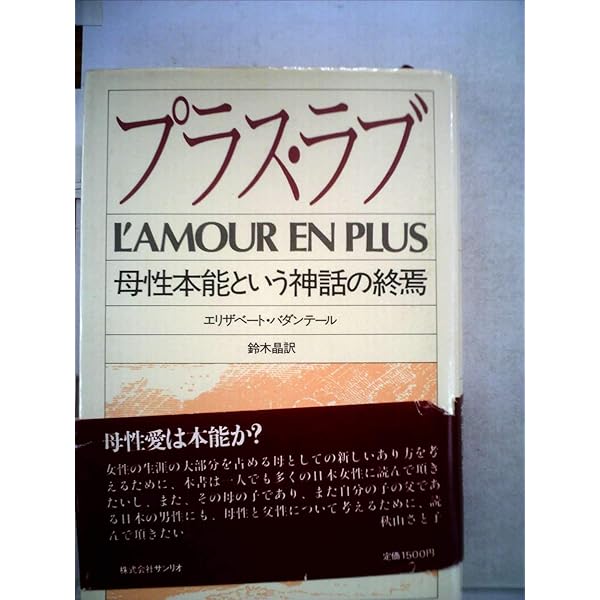 プラス・ラブ
L'AMOUR EN PLUS
母性本能という神話の終焉
エリザベート・バダンテール
鈴木晶訳
母性愛は本能か?
女性の生涯の大部分を占める母としての新しいあり方を考
えるために、本書は一人でも多くの日本女性に読んで頂き
たいし、また、その母の子であり、また自分の子の父であ
る日本の男性にも、母性と父性について考えるために、読
んで頂きたい
秋山さと子
株式会社サンリオ
定価1500円